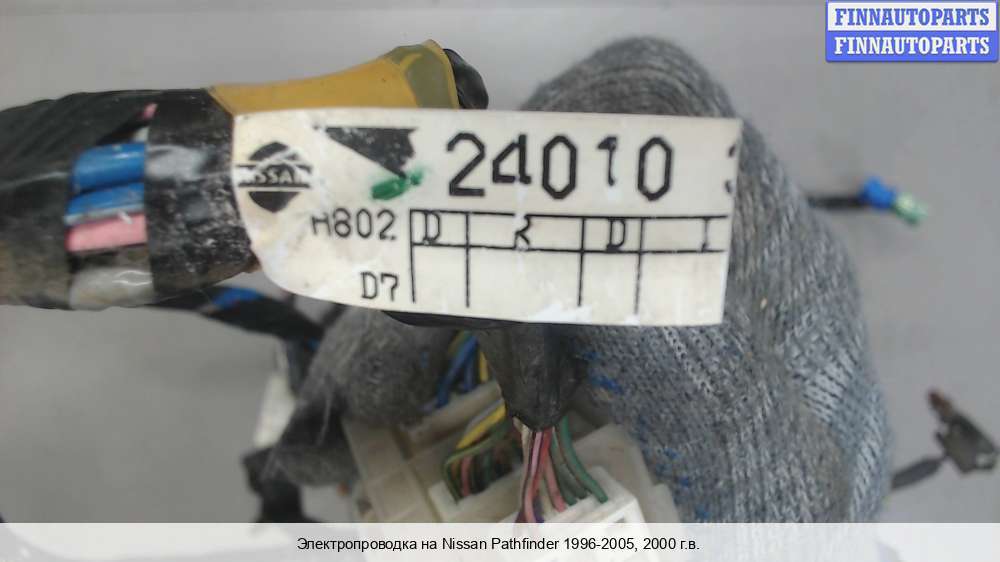 FINNAUTOPARTS
FINNAUTOPARTS
24010
NISSAN
H802 D K D I
D7
Электропроводка на Nissan Pathfinder 1996-2005, 2000 г.в.